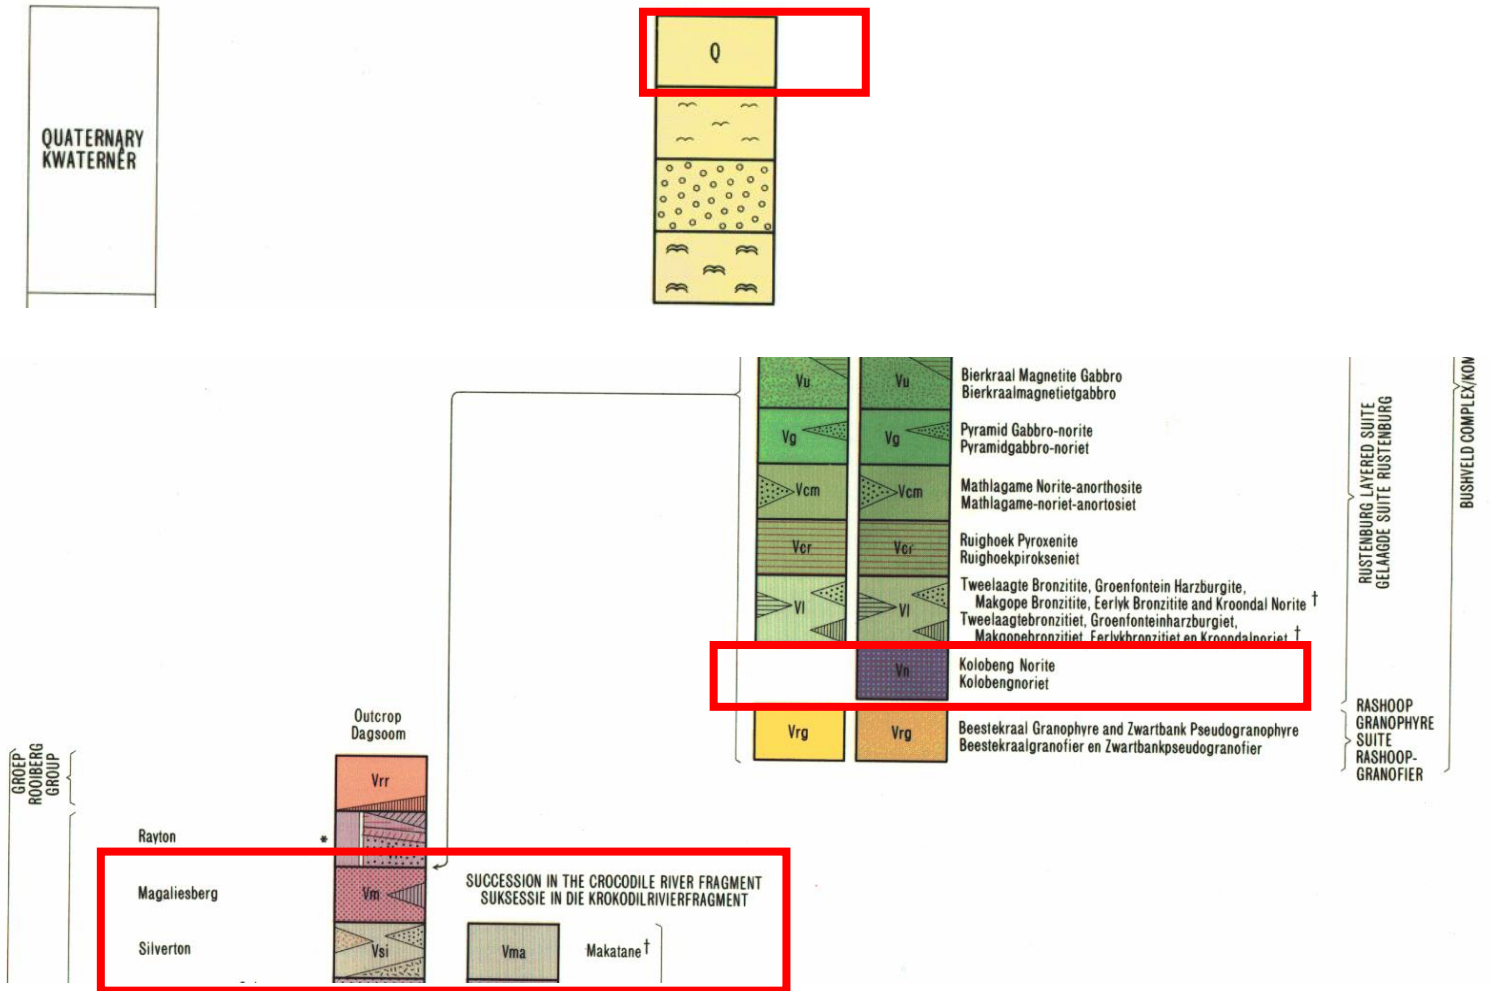 QUATERNARY
KWATERNÊR
Q
Vu
Vu
Bierkraal Magnetite Gabbro
Bierkraalmagnetietgabbro
Vg
Vg
Pyramid Gabbro-norite
Pyramidgabbro-noriet
Vcm
Vcm
Mathlagame Norite-anorthosite
Mathlagame-noriet-anortosiet
Vcr
Vcr
Ruighoek Pyroxenite
Ruighoekpirokseniet
Vl
Vl
Tweelaagte Bronzitite, Groenfontein Harzburgite,
Makgope Bronzitite, Eerlyk Bronzitite and Kroondal Norite †
Tweelaagtebronzitiet, Groenfonteinharzburgiet,
Makgopebronzitiet, Eerlykbronzitiet en Kroondalnoriet †
Vn
Kolobeng Norite
Kolobengnoriet
Vrg
Vrg
Beestekraal Granophyre and Zwartbank Pseudogranophyre
Beestekraalgranofier en Zwartbankpseudogranofier
RUSTENBURG LAYERED SUITE
GELAAGDE SUITE RUSTENBURG
BUSHVELD COMPLEX/KOM
RASHOOP
GRANOPHYRE
SUITE
RASHOOP-
GRANOFIER
Outcrop
Dagsoom
GROEP
ROOIBERG
GROUP
Vrr
Rayton
*
Magaliesberg
Vm
SUCCESSION IN THE CROCODILE RIVER FRAGMENT
SUKSESSIE IN DIE KROKODILRIVIERFRAGMENT
Silverton
Vsi
Vma
Makatane †